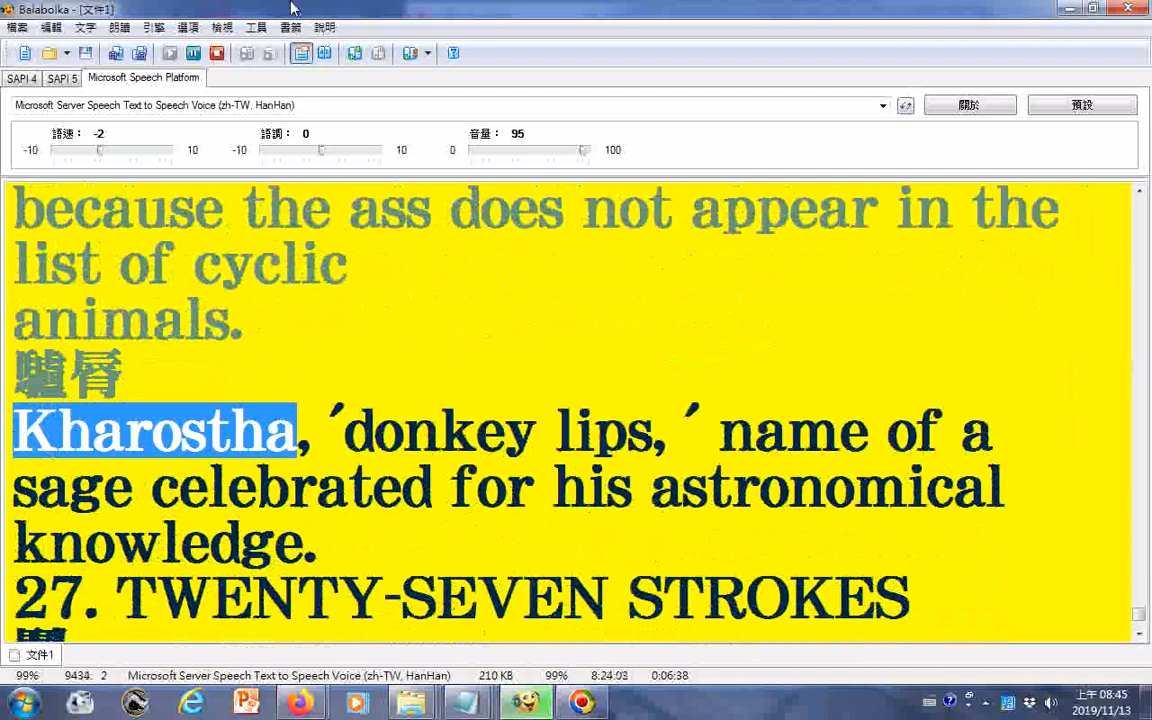 Balabolka - [文件1]
檔案 編輯 文字 朗讀 引擎 選項 檢視 工具 書籤 說明
SAPI 4 SAPI 5 Microsoft Speech Platform
Microsoft Server Speech Text to Speech Voice (zh-TW, HanHan) 關於 預設
語速： -2 語調： 0 音量： 95
-10 10 -10 10 0 100
because the ass does not appear in the
list of cyclic
animals.
驢脣
Kharostha, ´donkey lips, ´ name of a
sage celebrated for his astronomical
knowledge.
27. TWENTY-SEVEN STROKES
文件1
99% 9434: 2 Microsoft Server Speech Text to Speech Voice (zh-TW, HanHan) 210 KB 99% 8:24:03 0:06:38
上午 08:45
2019/11/13